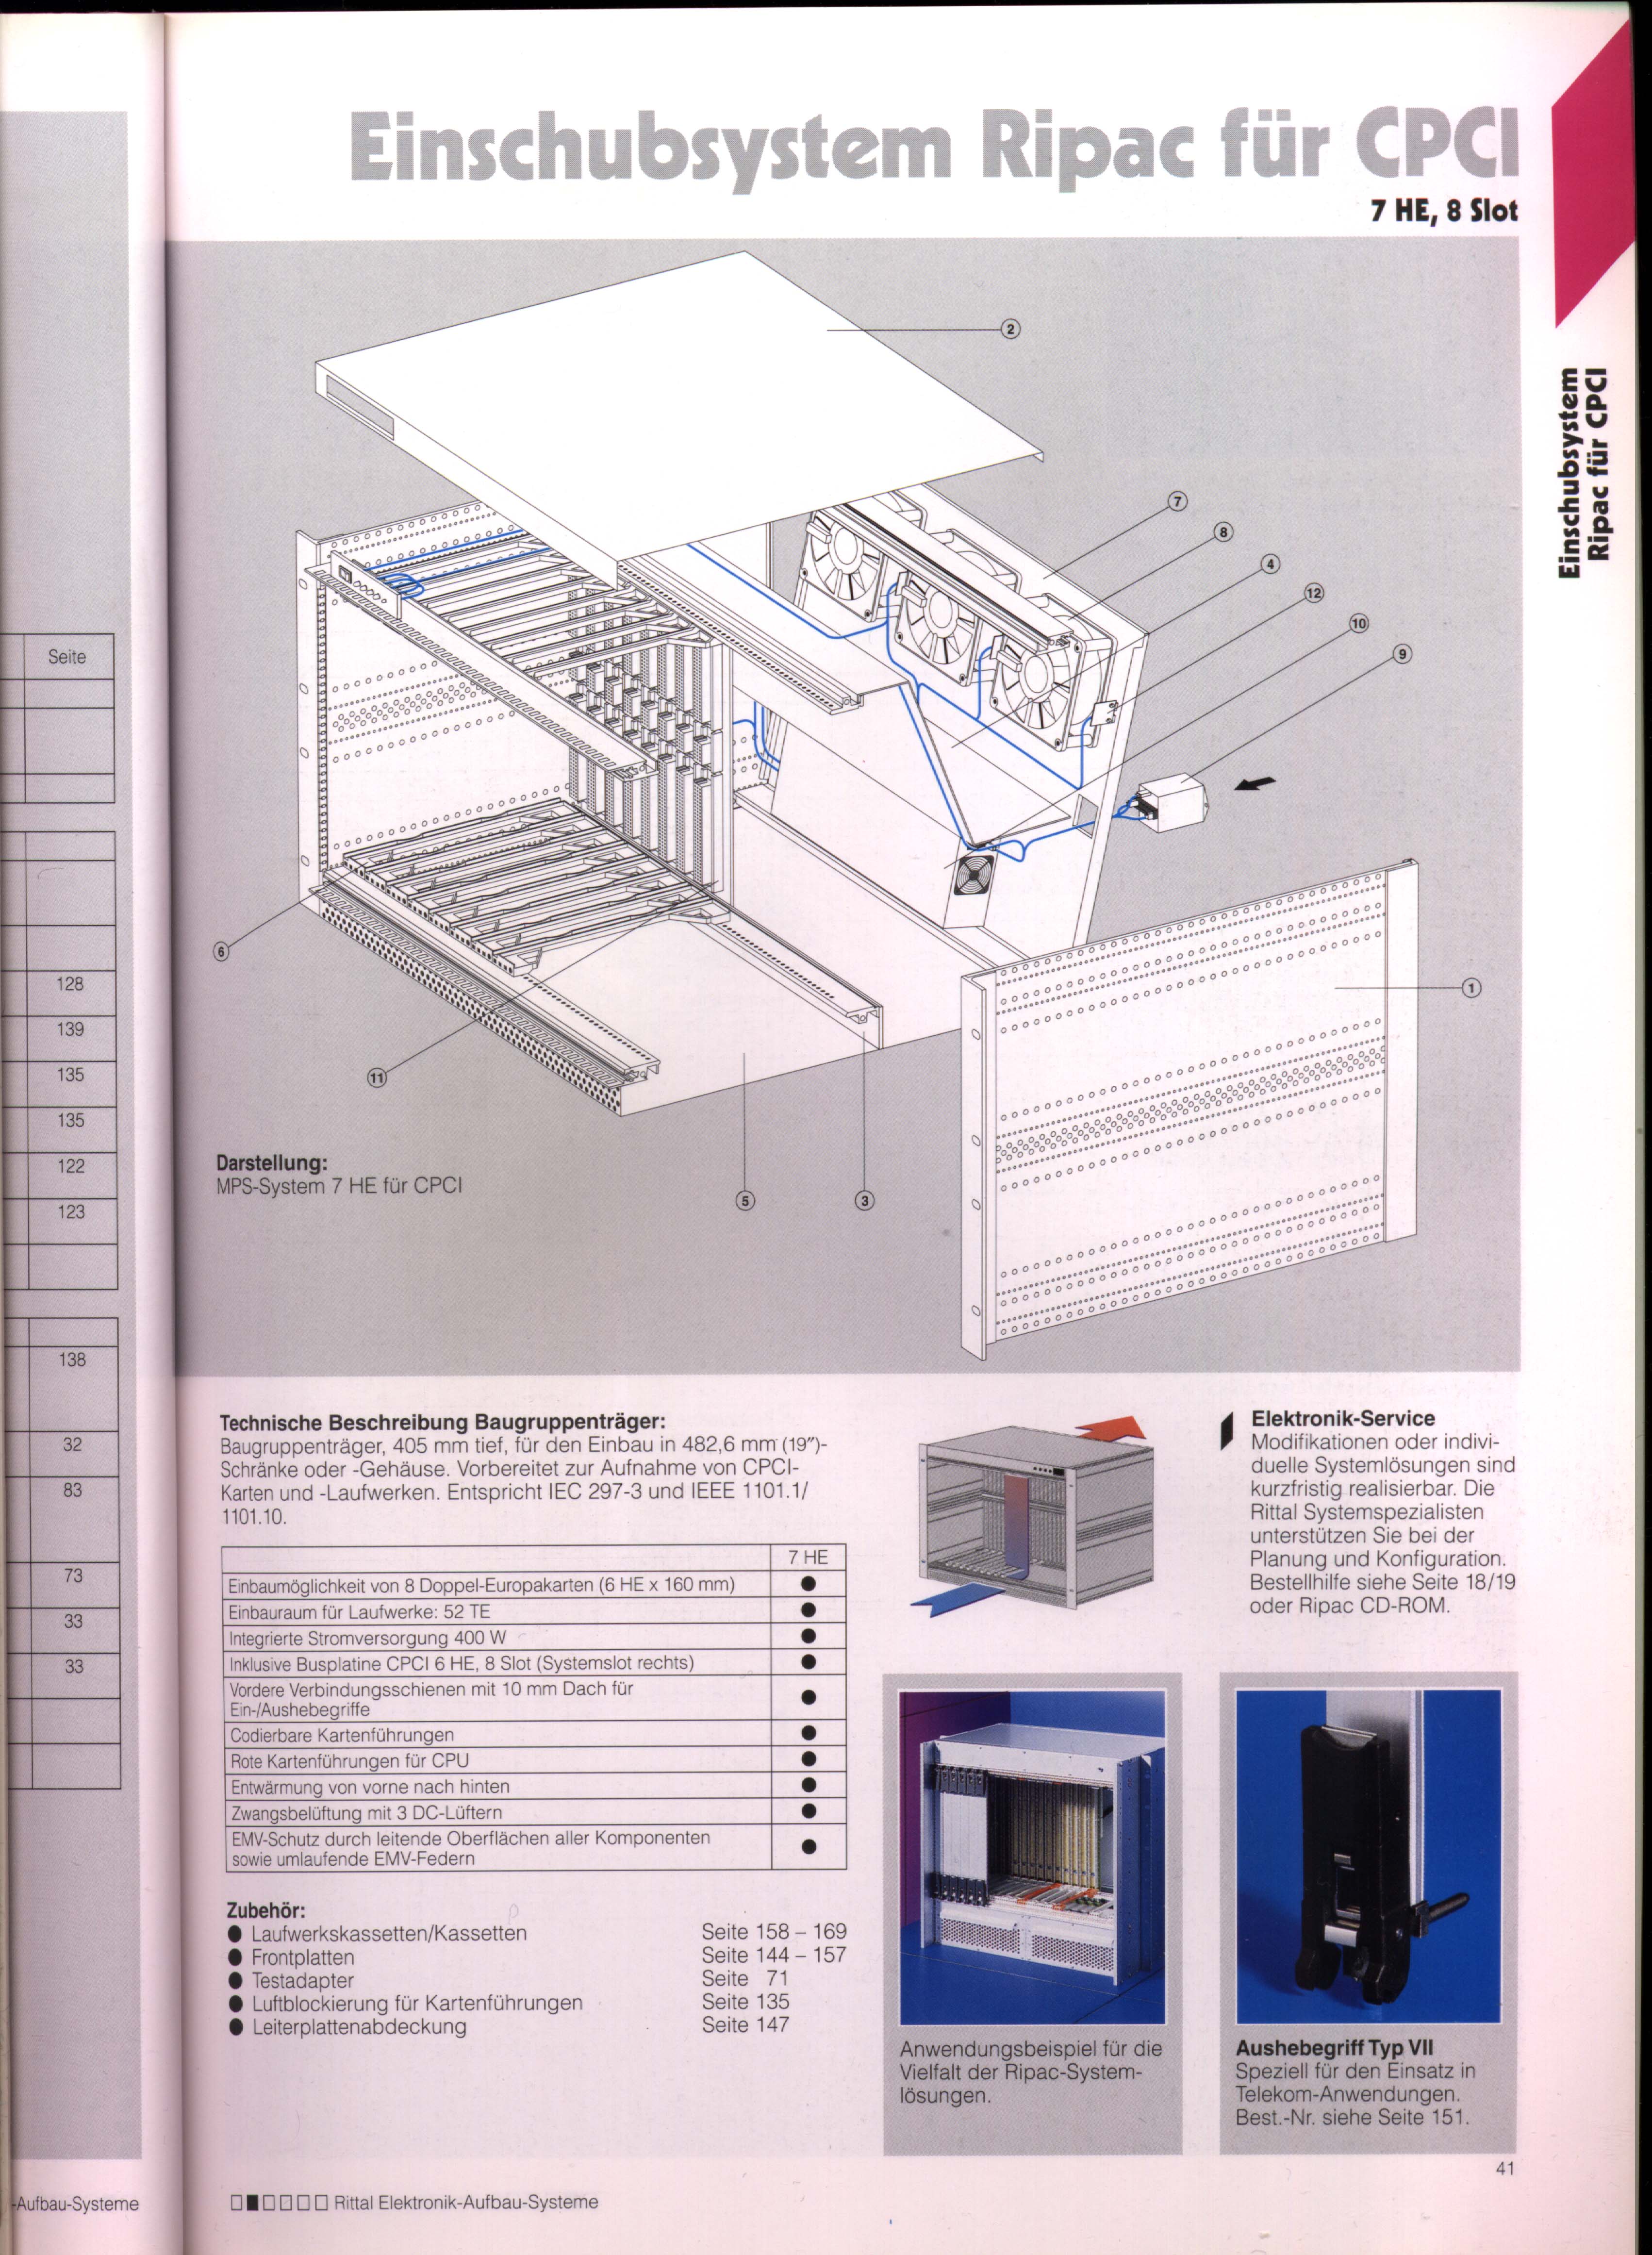 Seite
128
139
135
135
122
123
138
32
83
73
33
33
-Aufbau-Systeme
Einschubsystem Ripac für CPCI
7 HE, 8 Slot
Einschubsystem
Ripac für CPCI
2
7
8
4
12
10
9
6
1
11
5
3
Darstellung:
MPS-System 7 HE für CPCI
Technische Beschreibung Baugruppenträger:
Baugruppenträger, 405 mm tief, für den Einbau in 482,6 mm (19″)-
Schränke oder -Gehäuse. Vorbereitet zur Aufnahme von CPCI-
Karten und -Laufwerken. Entspricht IEC 297-3 und IEEE 1101.1/
1101.10.
7 HE
Einbaumöglichkeit von 8 Doppel-Europakarten (6 HE x 160 mm) ●
Einbauraum für Laufwerke: 52 TE ●
Integrierte Stromversorgung 400 W ●
Inklusive Busplatine CPCI 6 HE, 8 Slot (Systemslot rechts) ●
Vordere Verbindungsschienen mit 10 mm Dach für
Ein-/Aushebegriffe ●
Codierbare Kartenführungen ●
Rote Kartenführungen für CPU ●
Entwärmung von vorne nach hinten ●
Zwangsbelüftung mit 3 DC-Lüftern ●
EMV-Schutz durch leitende Oberflächen aller Komponenten
sowie umlaufende EMV-Federn ●
Zubehör:
● Laufwerkskassetten/Kassetten Seite 158 – 169
● Frontplatten Seite 144 – 157
● Testadapter Seite 71
● Luftblockierung für Kartenführungen Seite 135
● Leiterplattenabdeckung Seite 147
Elektronik-Service
Modifikationen oder indivi-
duelle Systemlösungen sind
kurzfristig realisierbar. Die
Rittal Systemspezialisten
unterstützen Sie bei der
Planung und Konfiguration.
Bestellhilfe siehe Seite 18/19
oder Ripac CD-ROM.
Anwendungsbeispiel für die
Vielfalt der Ripac-System-
lösungen.
Aushebegriff Typ VII
Speziell für den Einsatz in
Telekom-Anwendungen.
Best.-Nr. siehe Seite 151.
41
Rittal Elektronik-Aufbau-Systeme